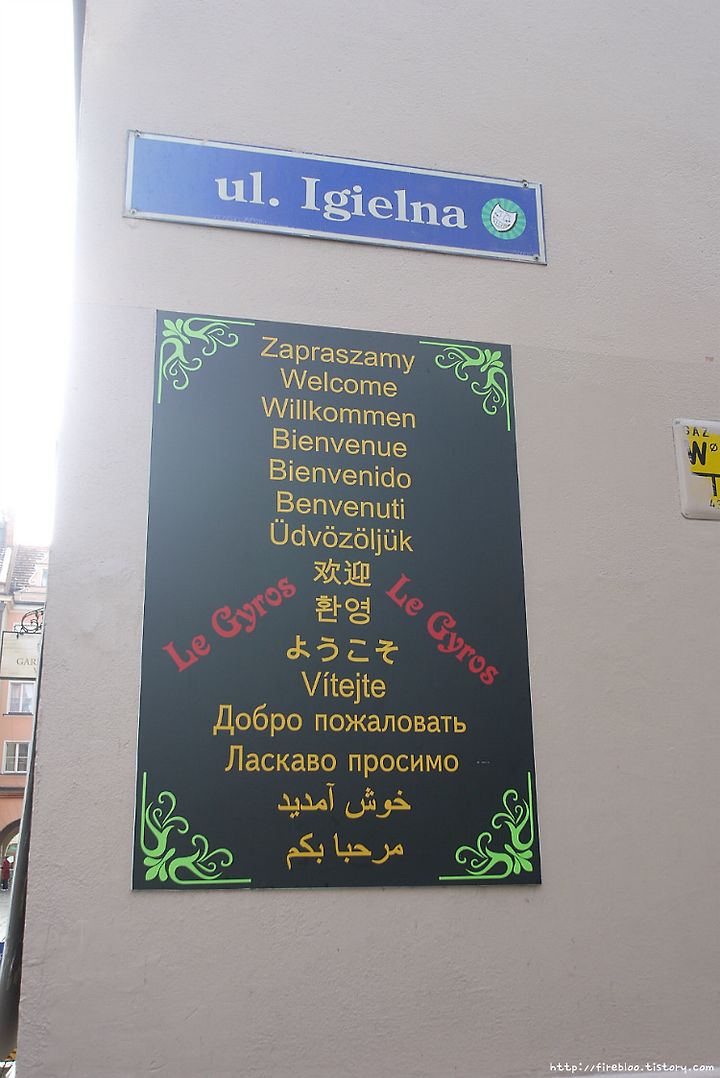 ul. Igielna
Zapraszamy
Welcome
Willkommen
Bienvenue
Bienvenido
Benvenuti
Üdvözöljük
欢迎
환영
Le Gyros
Le Gyros
ようこそ
Vítejte
Добро пожаловать
Ласкаво просимо
خوش آمدید
مرحبا بكم
GAZ
W
http://firebloo.tistory.com